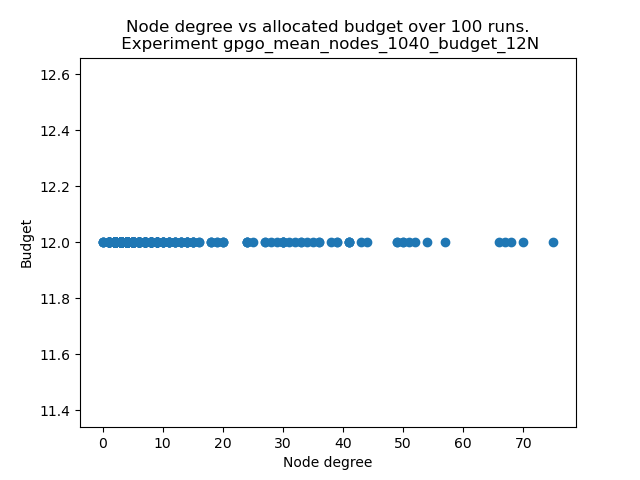 Node degree vs allocated budget over 100 runs.
Experiment gpgo_mean_nodes_1040_budget_12N
12.6
12.4
12.2
12.0
11.8
11.6
11.4
Budget
0 10 20 30 40 50 60 70
Node degree